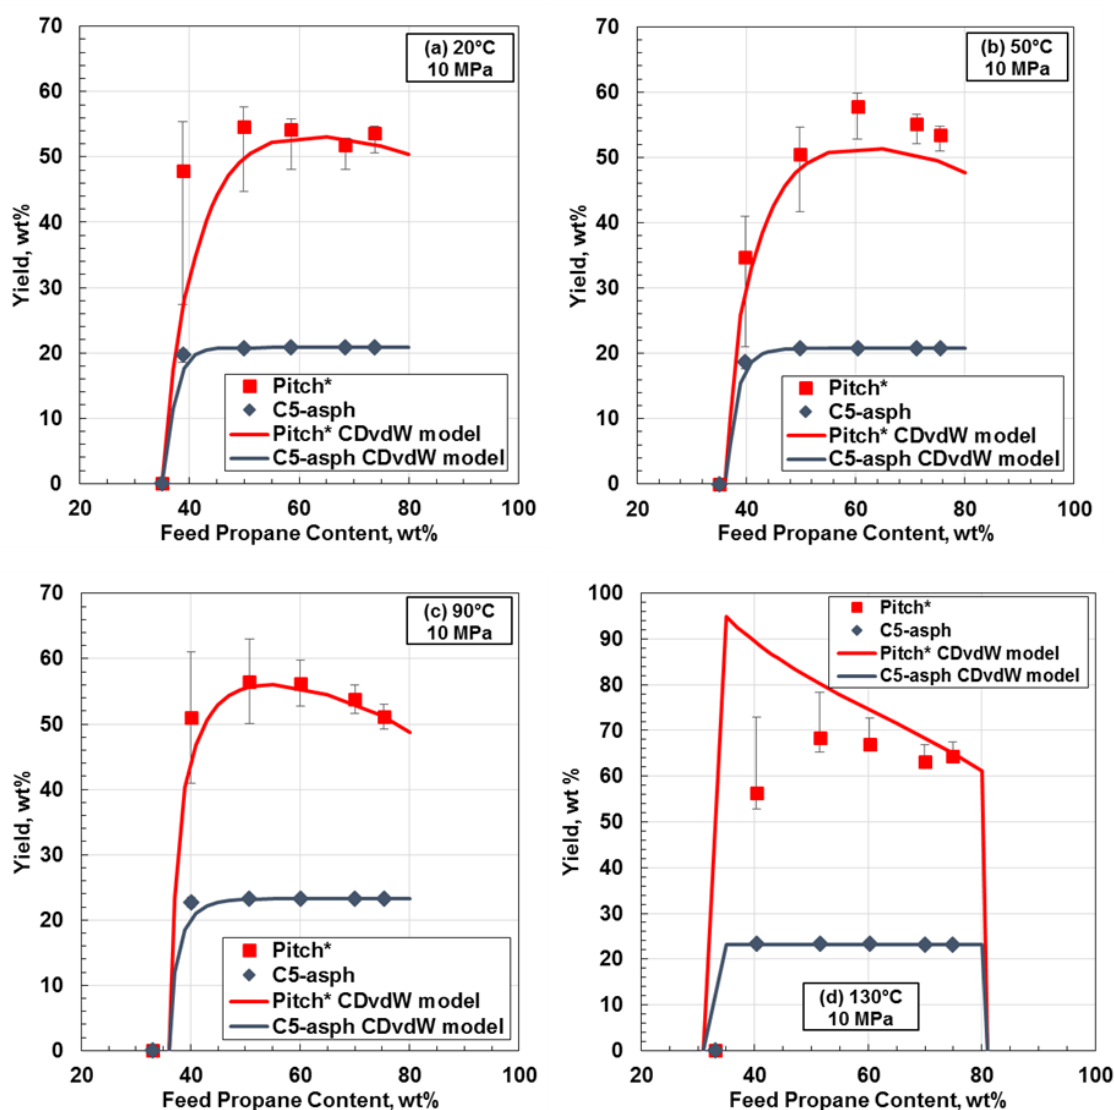 70
60
50
40
30
20
10
0
Yield, wt%
(a) 20°C
10 MPa
Pitch*
C5-asph
Pitch* CDvdW model
C5-asph CDvdW model
20 40 60 80 100
Feed Propane Content, wt%
70
60
50
40
30
20
10
0
Yield, wt%
(b) 50°C
10 MPa
Pitch*
C5-asph
Pitch* CDvdW model
C5-asph CDvdW model
20 40 60 80 100
Feed Propane Content, wt%
70
60
50
40
30
20
10
0
Yield, wt%
(c) 90°C
10 MPa
Pitch*
C5-asph
Pitch* CDvdW model
C5-asph CDvdW model
20 40 60 80 100
Feed Propane Content, wt%
100
90
80
70
60
50
40
30
20
10
0
Yield, wt %
Pitch*
C5-asph
Pitch* CDvdW model
C5-asph CDvdW model
(d) 130°C
10 MPa
20 40 60 80 100
Feed Propane Content, wt%